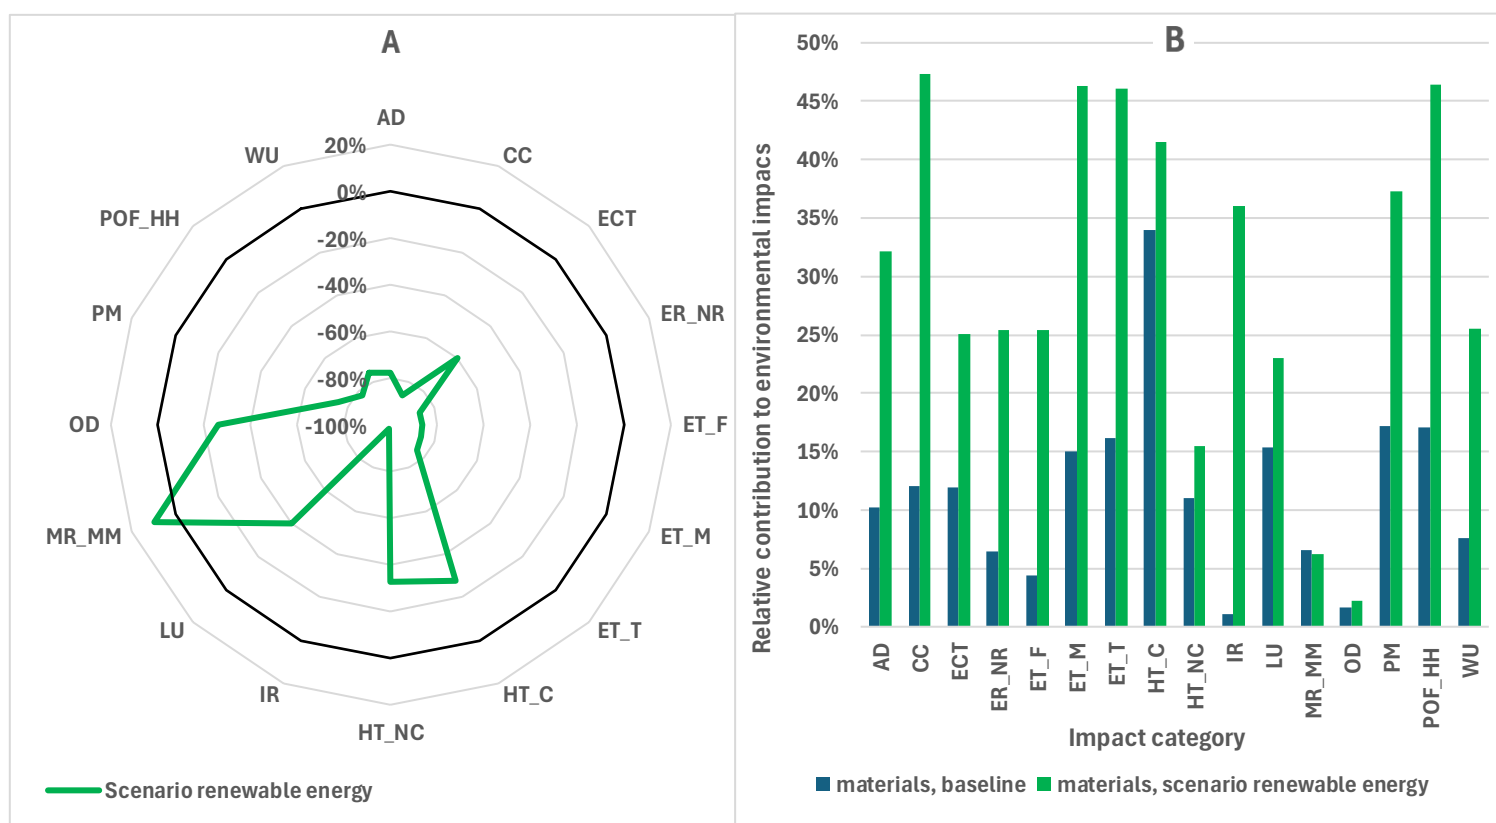 A
AD
CC
ECT
ER_NR
ET_F
ET_M
ET_T
HT_C
HT_NC
IR
LU
MR_MM
OD
PM
POF_HH
WU
20%
0%
-20%
-40%
-60%
-80%
-100%
Scenario renewable energy
B
Relative contribution to environmental impacs
50%
45%
40%
35%
30%
25%
20%
15%
10%
5%
0%
AD
CC
ECT
ER_NR
ET_F
ET_M
ET_T
HT_C
HT_NC
IR
LU
MR_MM
OD
PM
POF_HH
WU
Impact category
materials, baseline
materials, scenario renewable energy